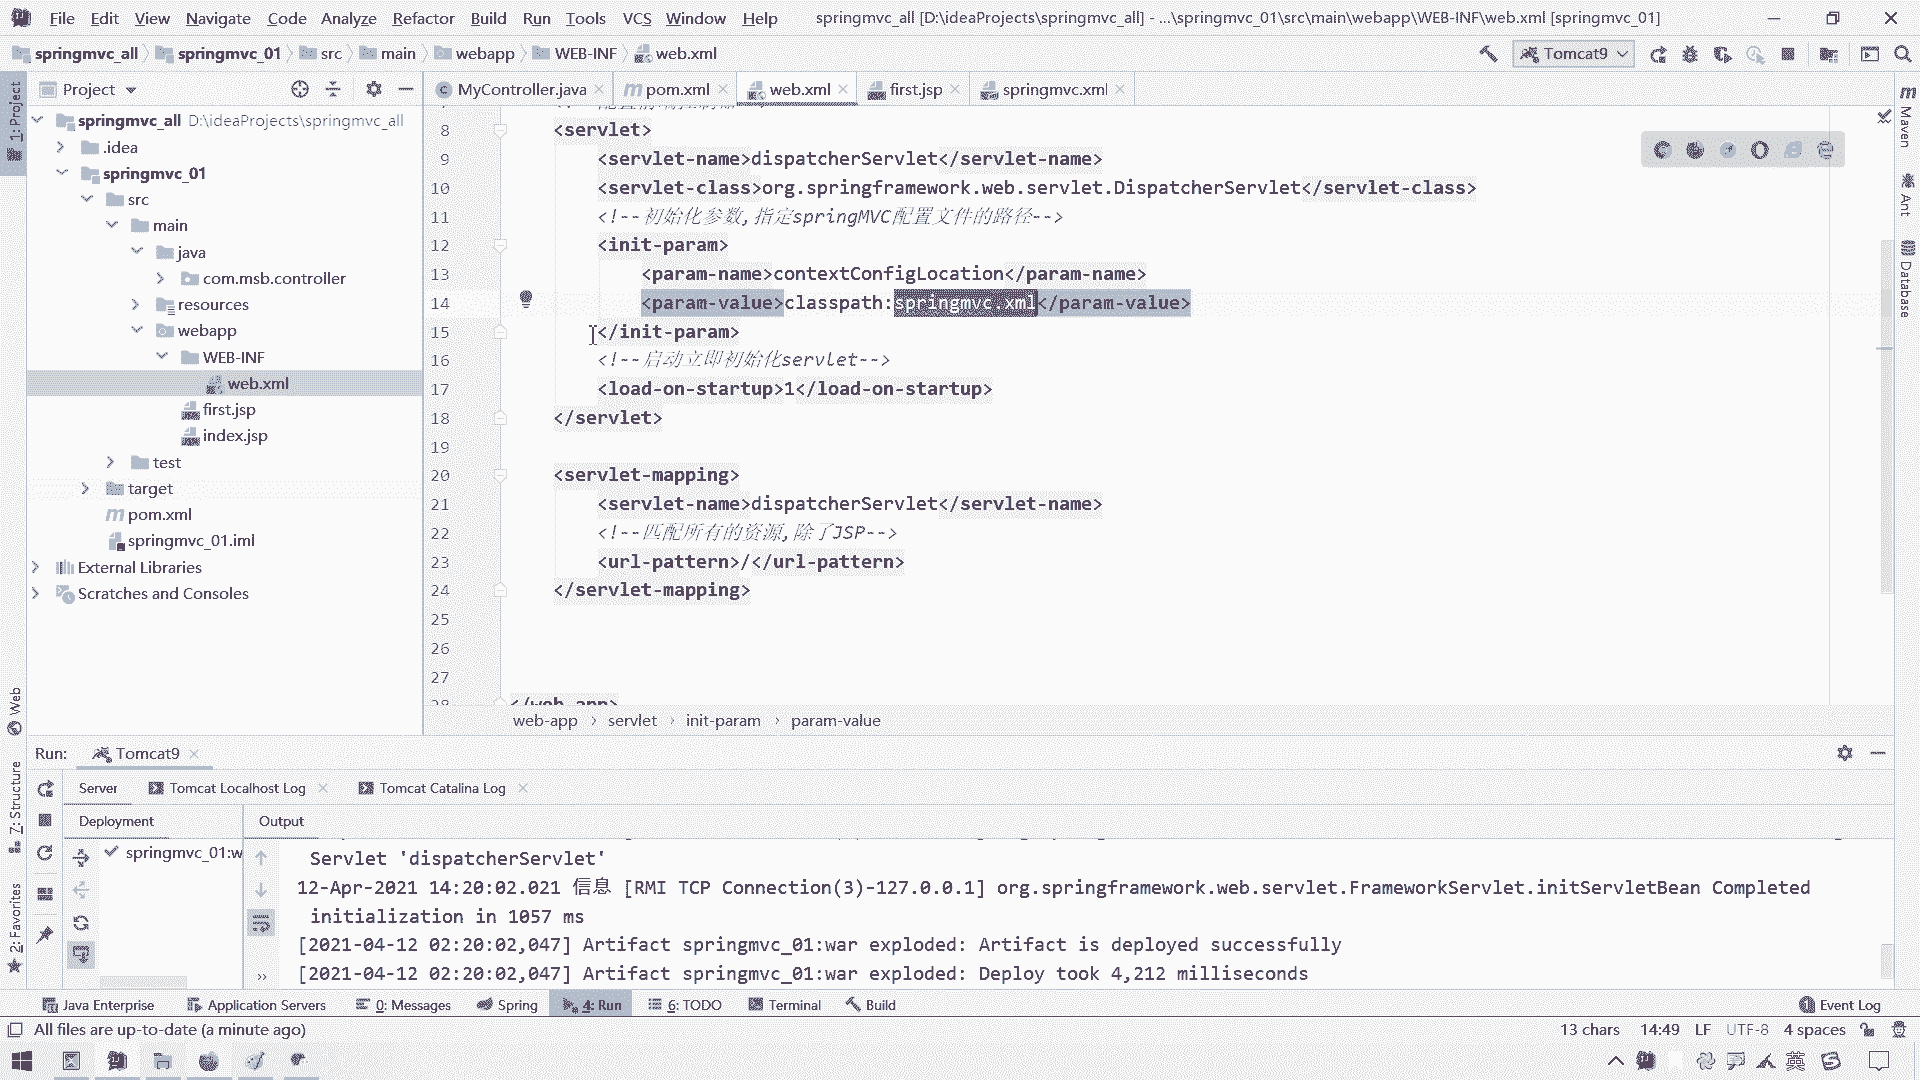 File Edit View Navigate Code Analyze Refactor Build Run Tools VCS Window Help springmvc_all [D:\ideaProjects\springmvc_all] - ...\springmvc_01\src\main\webapp\WEB-INF\web.xml [springmvc_01]
springmvc_all springmvc_01 src main webapp WEB-INF web.xml Tomcat9
Project MyController.java pom.xml web.xml first.jsp springmvc.xml
1: Project
Maven
Ant
Database
Web
7: Structure
2: Favorites
springmvc_all D:\ideaProjects\springmvc_all
.idea
springmvc_01
src
main
java
com.msb.controller
resources
webapp
WEB-INF
web.xml
first.jsp
index.jsp
test
target
pom.xml
springmvc_01.iml
External Libraries
Scratches and Consoles
8 <servlet>
9 <servlet-name>dispatcherServlet</servlet-name>
10 <servlet-class>org.springframework.web.servlet.DispatcherServlet</servlet-class>
11 <!--初始化参数,指定springMVC配置文件的路径-->
12 <init-param>
13 <param-name>contextConfigLocation</param-name>
14 <param-value>classpath:springmvc.xml</param-value>
15 </init-param>
16 <!--启动立即初始化servlet-->
17 <load-on-startup>1</load-on-startup>
18 </servlet>
19
20 <servlet-mapping>
21 <servlet-name>dispatcherServlet</servlet-name>
22 <!--匹配所有的资源,除了JSP-->
23 <url-pattern>/</url-pattern>
24 </servlet-mapping>
25
26
27
28 </web-app>
web-app › servlet › init-param › param-value
Run: Tomcat9
Server Tomcat Localhost Log Tomcat Catalina Log
Deployment Output
springmvc_01:w
Servlet 'dispatcherServlet'
12-Apr-2021 14:20:02.021 信息 [RMI TCP Connection(3)-127.0.0.1] org.springframework.web.servlet.FrameworkServlet.initServletBean Completed
initialization in 1057 ms
[2021-04-12 02:20:02,047] Artifact springmvc_01:war exploded: Artifact is deployed successfully
[2021-04-12 02:20:02,047] Artifact springmvc_01:war exploded: Deploy took 4,212 milliseconds
Java Enterprise Application Servers 0: Messages Spring 4: Run 6: TODO Terminal Build 1 Event Log
All files are up-to-date (a minute ago) 13 chars 14:49 LF UTF-8 4 spaces
英